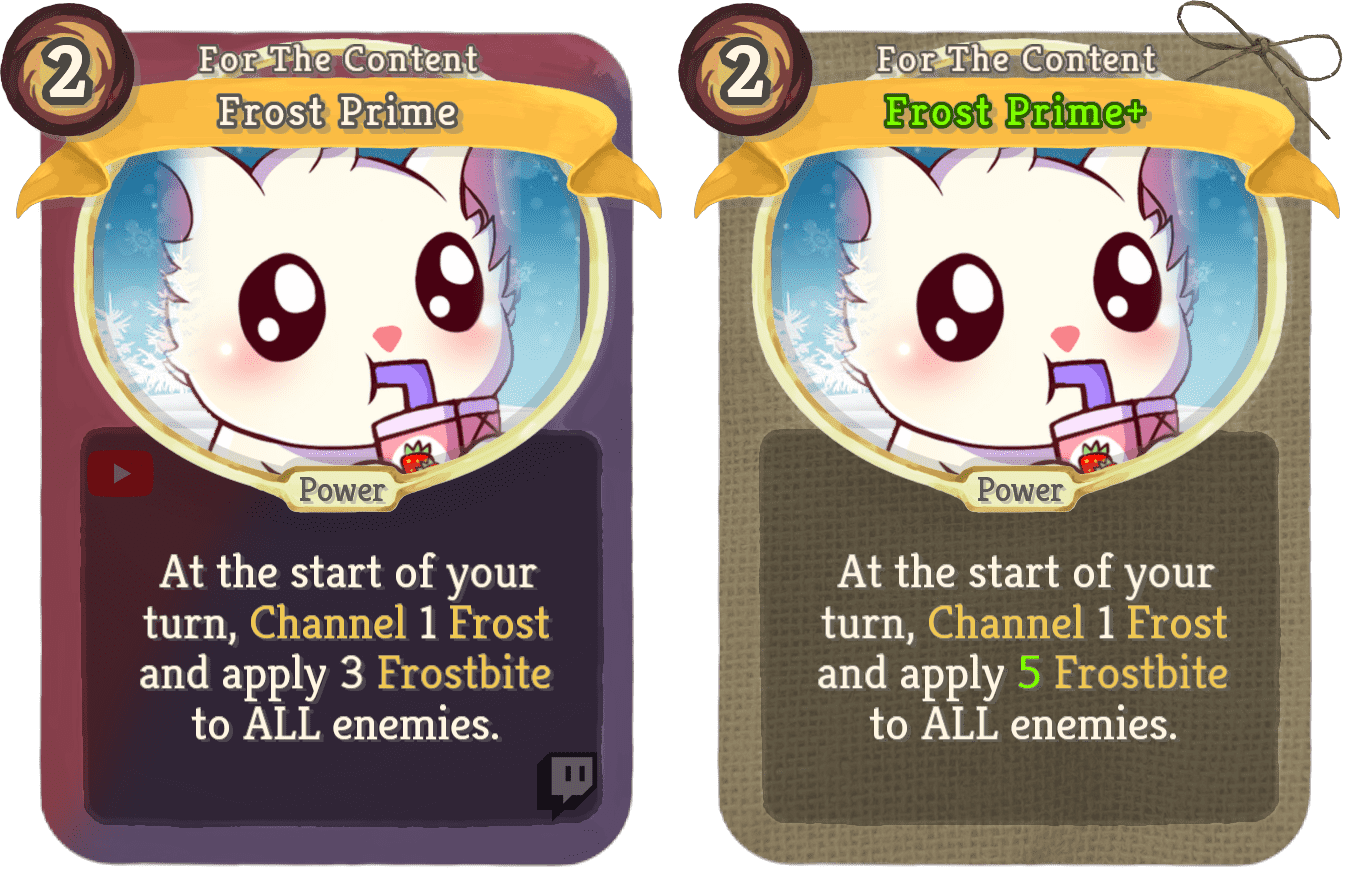 2
For The Content
Frost Prime
Power
At the start of your
turn, Channel 1 Frost
and apply 3 Frostbite
to ALL enemies.
2
For The Content
Frost Prime+
Power
At the start of your
turn, Channel 1 Frost
and apply 5 Frostbite
to ALL enemies.